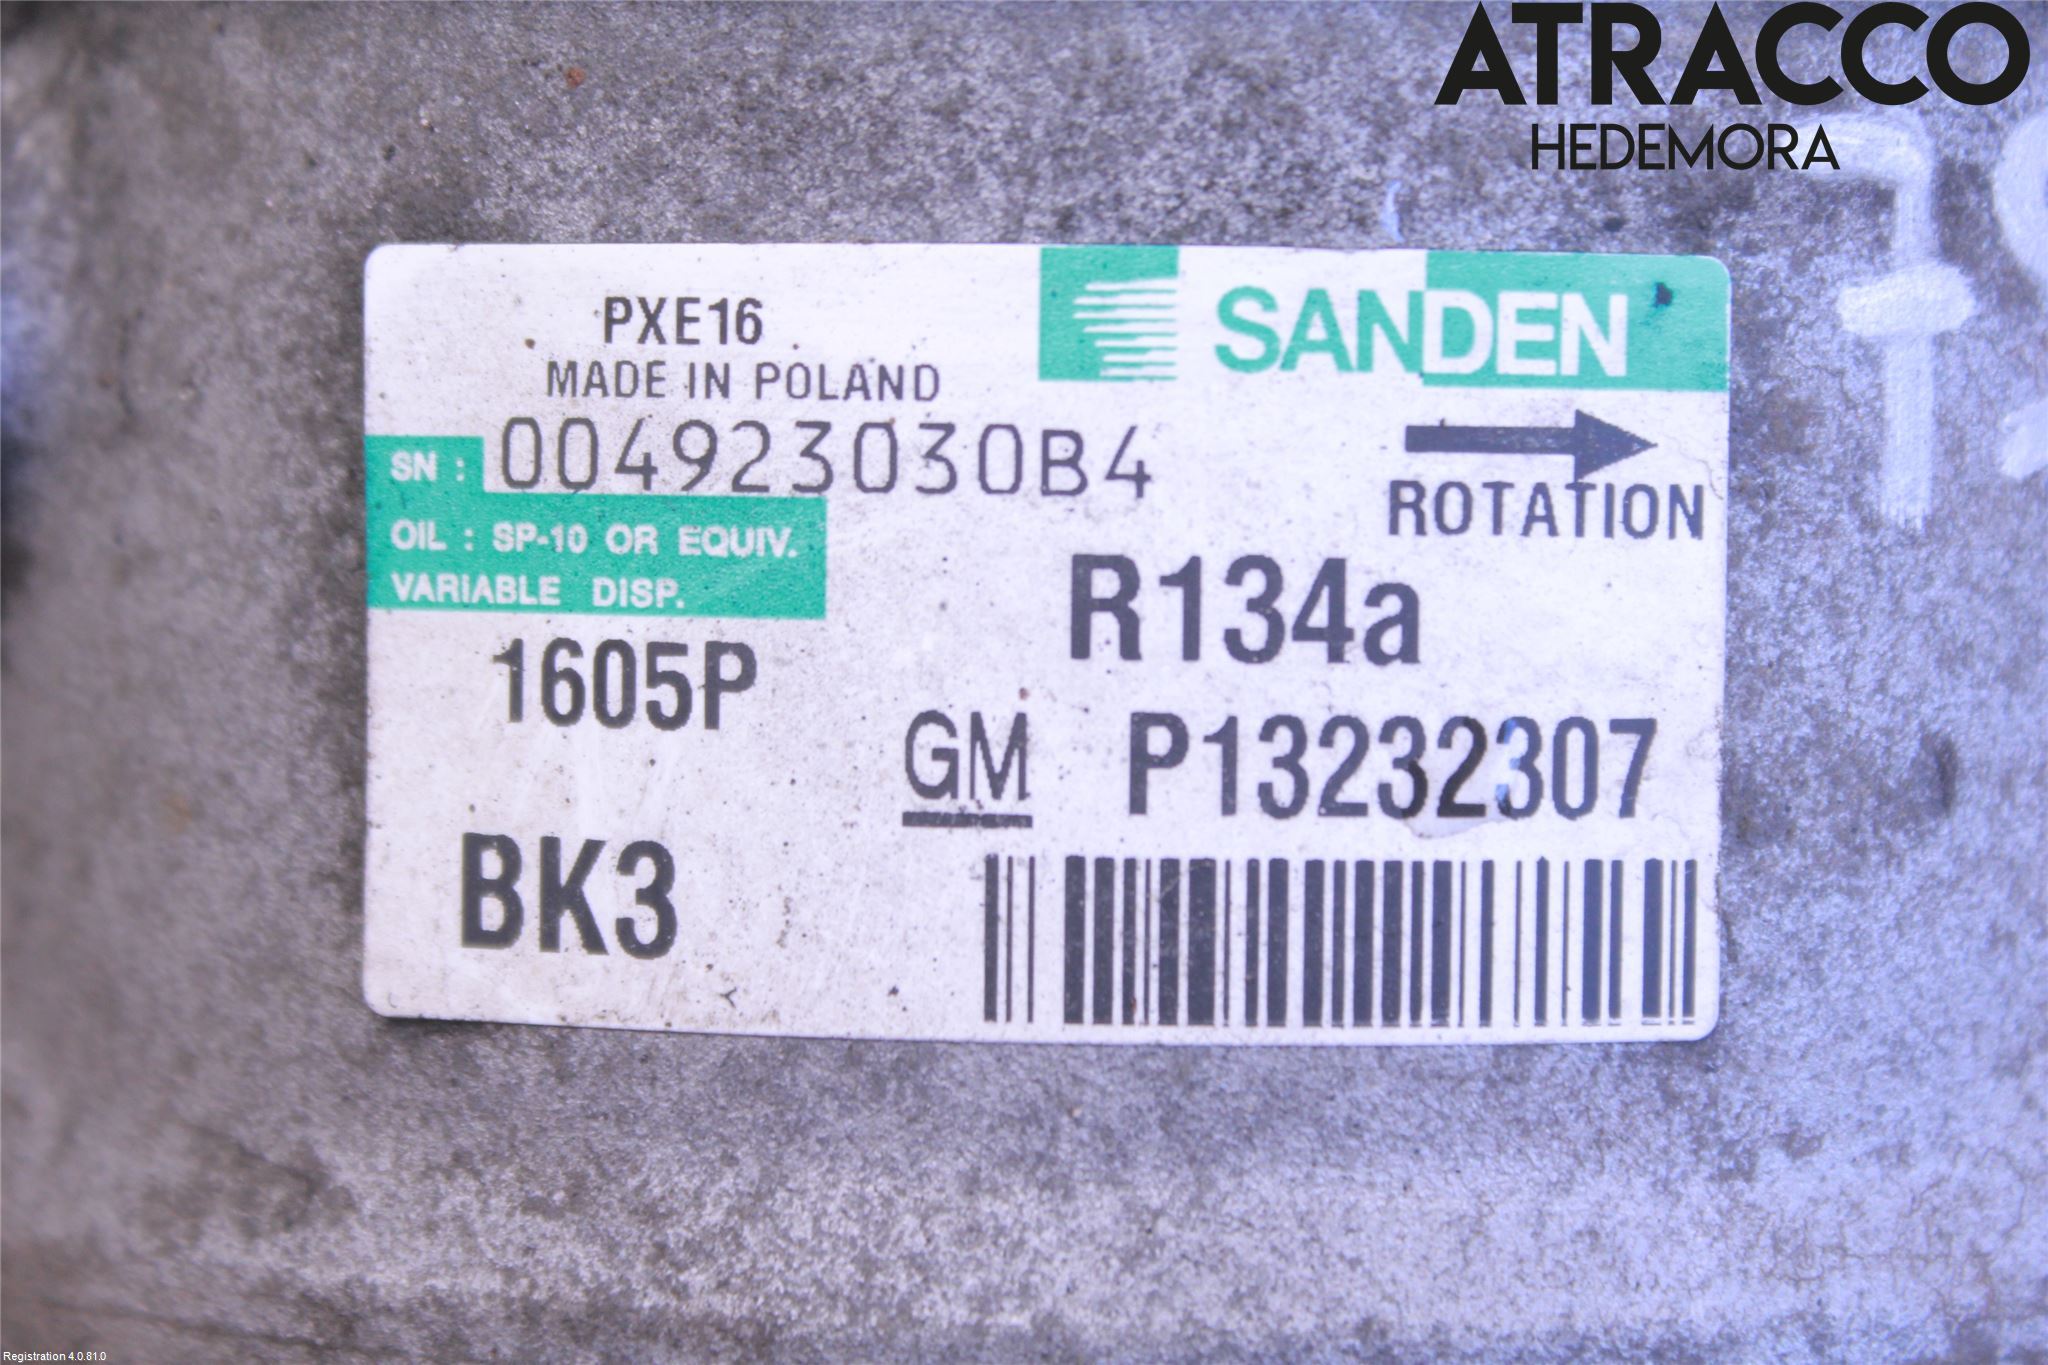 ATRACCO
HEDEMORA
PXE16
SANDEN
MADE IN POLAND
SN : 004923030B4
ROTATION
OIL : SP-10 OR EQUIV.
VARIABLE DISP.
R134a
1605P
GM P13232307
BK3
Registration 4.0.81.0